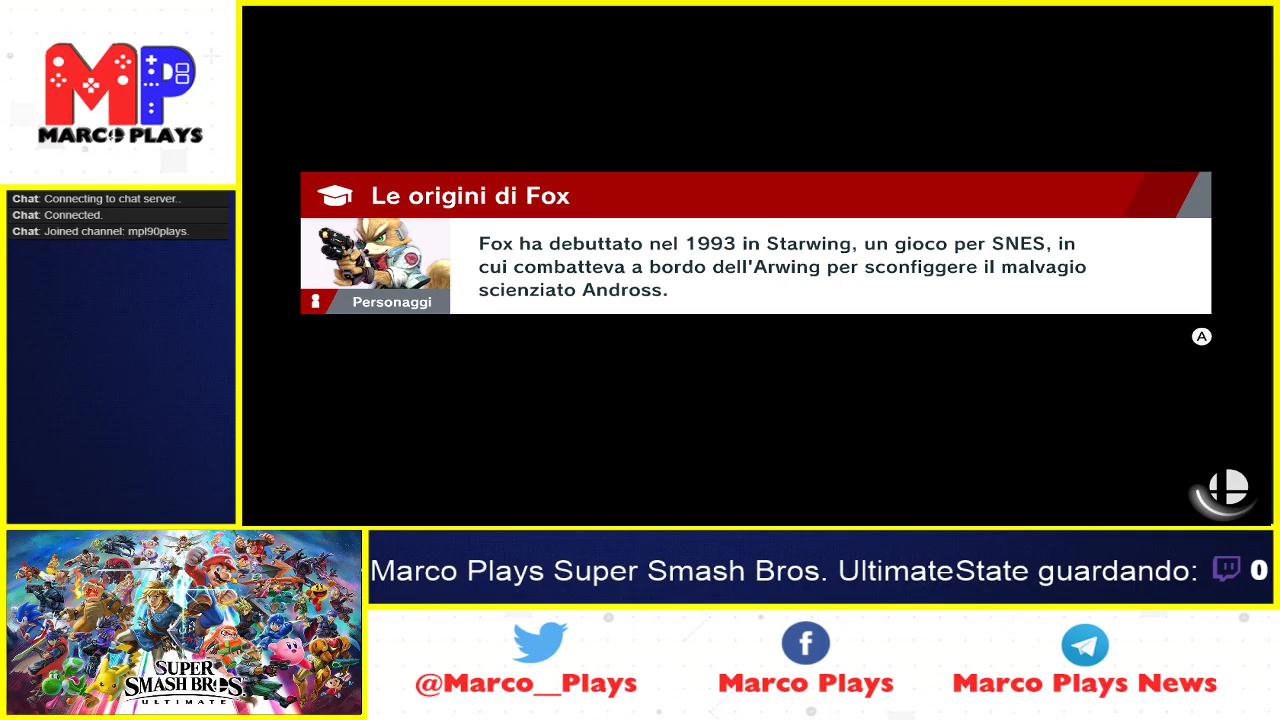 MP
MARCO PLAYS
Chat: Connecting to chat server..
Chat: Connected.
Chat: Joined channel: mpl90plays.
Le origini di Fox
Fox ha debuttato nel 1993 in Starwing, un gioco per SNES, in
cui combatteva a bordo dell'Arwing per sconfiggere il malvagio
scienziato Andross.
Personaggi
A
SUPER
SMASH BROS.
ULTIMATE
Marco Plays Super Smash Bros. UltimateState guardando: 0
@Marco__Plays
Marco Plays
Marco Plays News